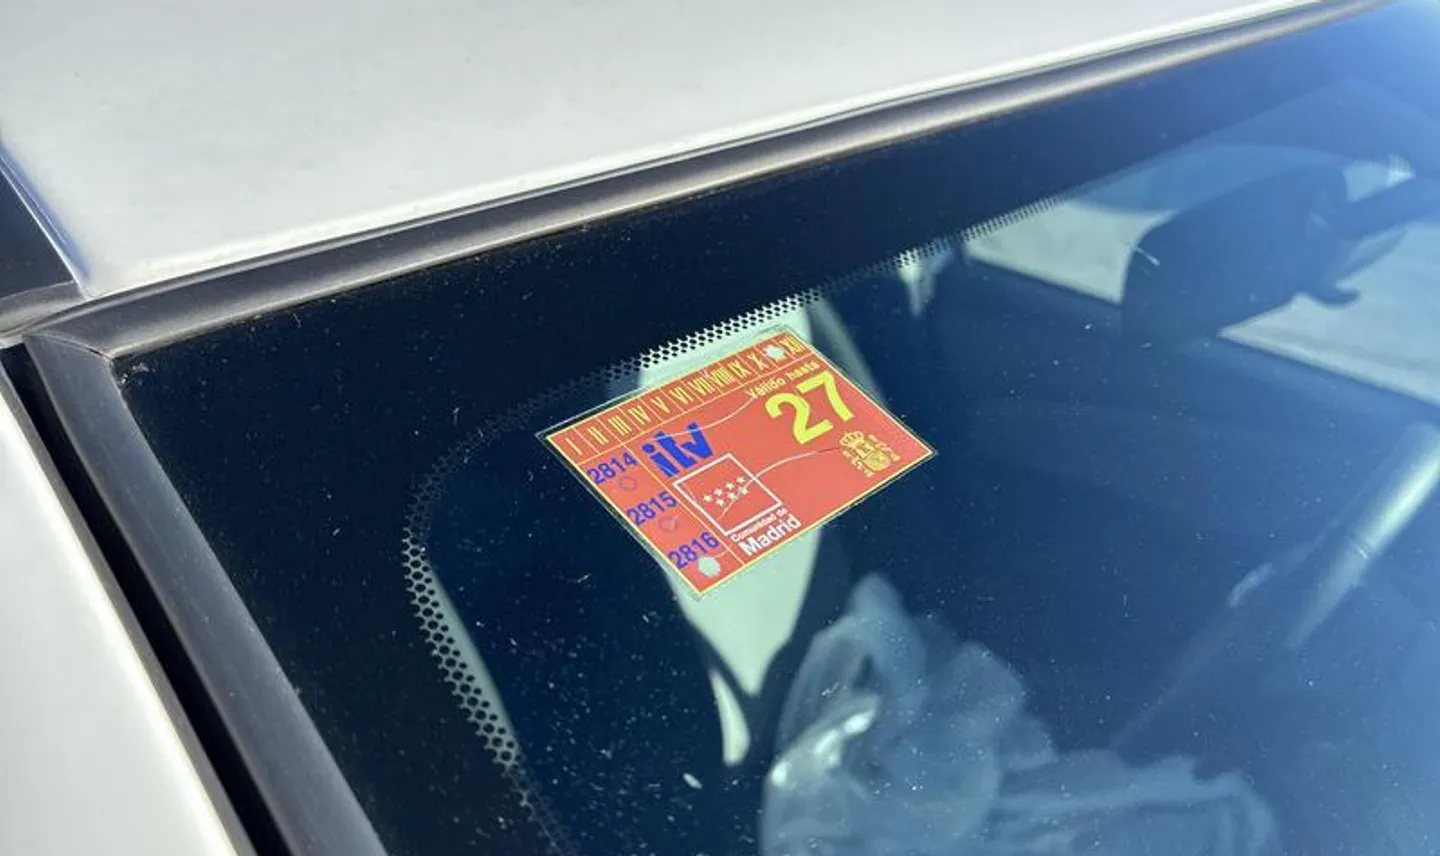 I II III IV V VI VII VIII IX X XII
Válido hasta
27
itv
2814
2815
2816
Comunidad de
Madrid